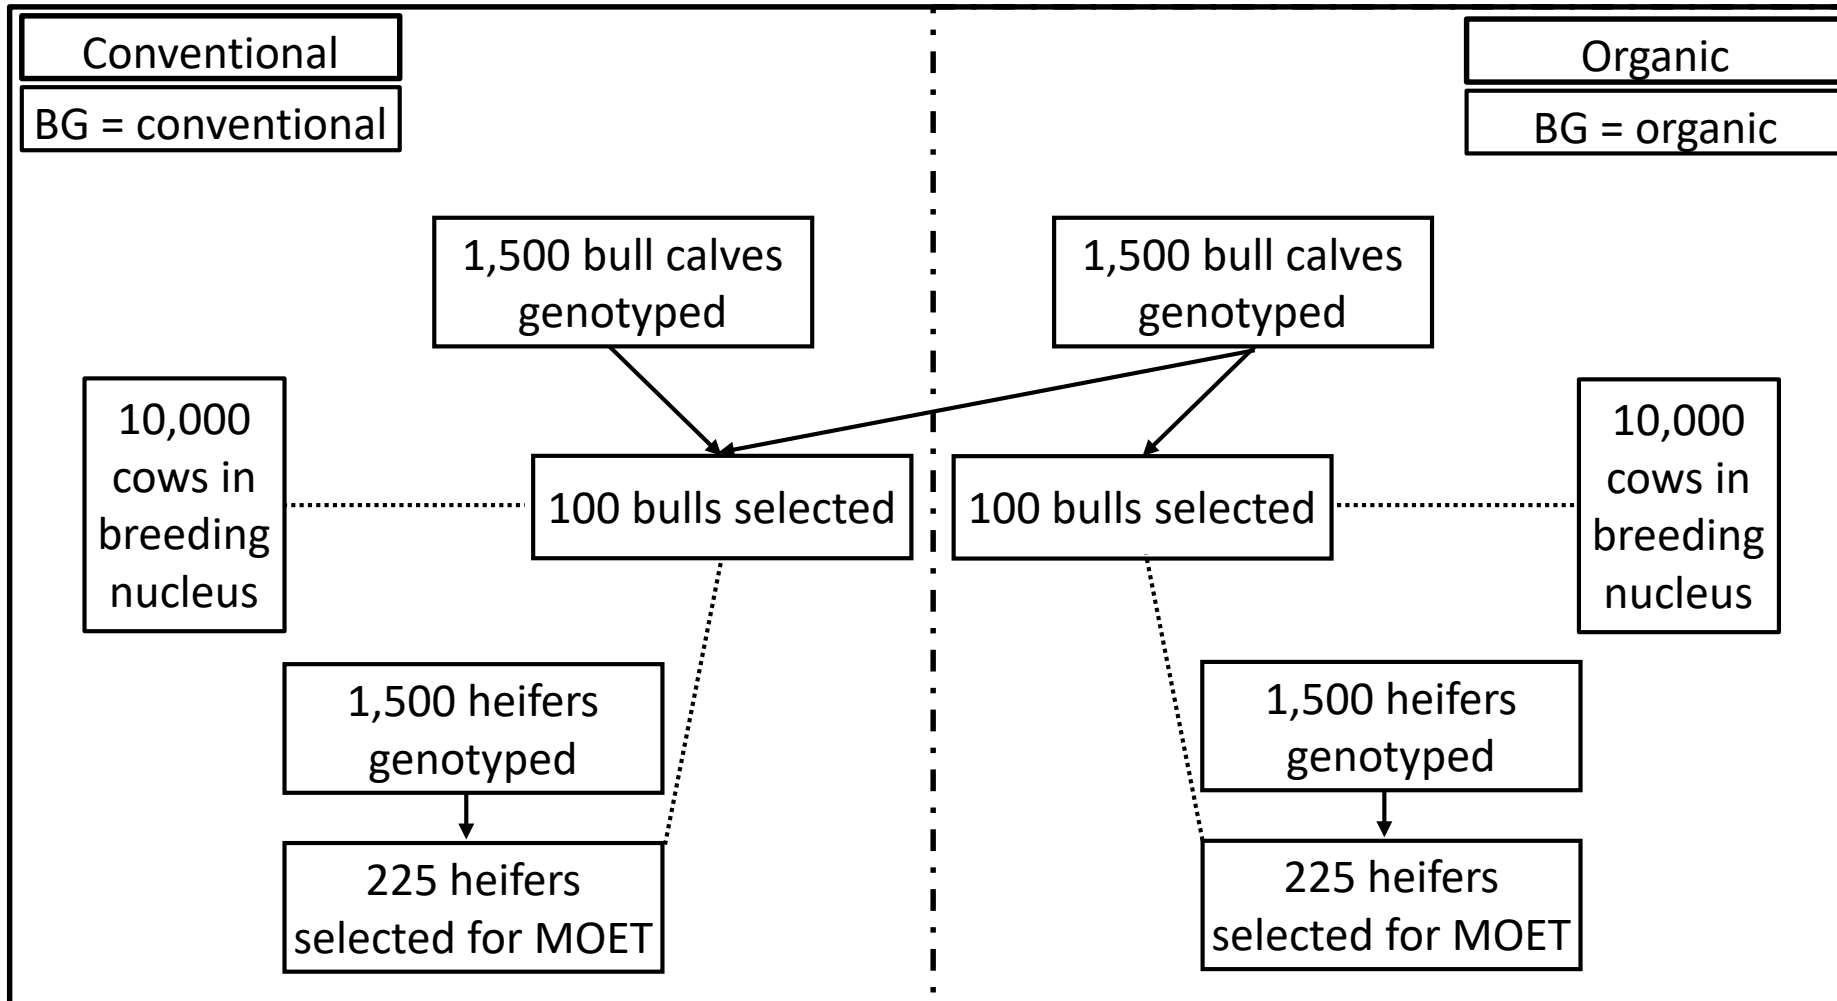 Conventional
BG = conventional
Organic
BG = organic
1,500 bull calves
genotyped
1,500 bull calves
genotyped
10,000
cows in
breeding
nucleus
100 bulls selected
100 bulls selected
10,000
cows in
breeding
nucleus
1,500 heifers
genotyped
1,500 heifers
genotyped
225 heifers
selected for MOET
225 heifers
selected for MOET